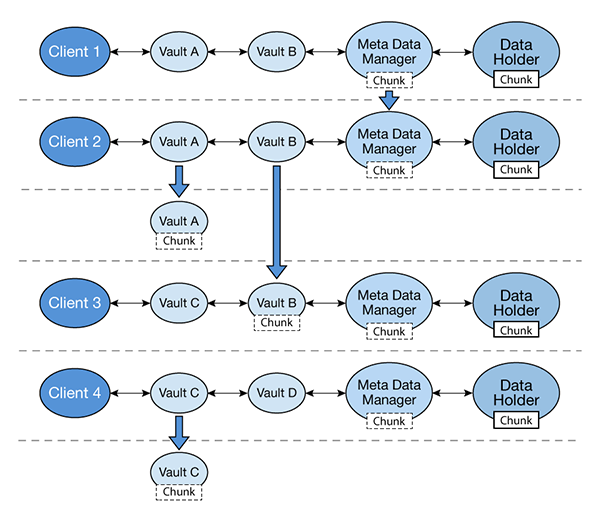 Client 1
Vault A
Vault B
Meta Data
Manager
Chunk
Data
Holder
Chunk
Client 2
Vault A
Vault B
Meta Data
Manager
Chunk
Data
Holder
Chunk
Vault A
Chunk
Client 3
Vault C
Vault B
Chunk
Meta Data
Manager
Chunk
Data
Holder
Chunk
Client 4
Vault C
Vault D
Meta Data
Manager
Chunk
Data
Holder
Chunk
Vault C
Chunk